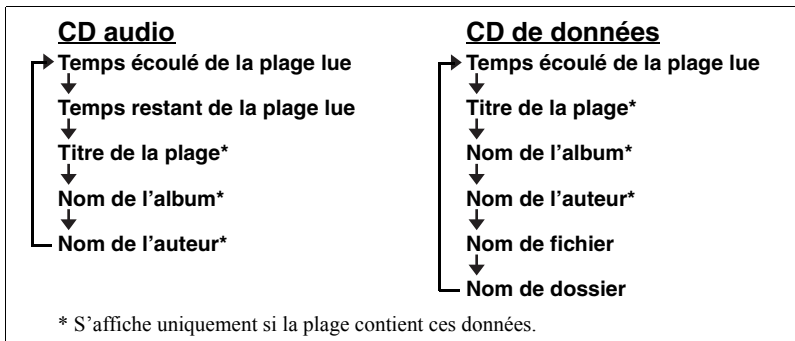 CD audio
Temps écoulé de la plage lue
Temps restant de la plage lue
Titre de la plage*
Nom de l'album*
Nom de l'auteur*
CD de données
Temps écoulé de la plage lue
Titre de la plage*
Nom de l'album*
Nom de l'auteur*
Nom de fichier
Nom de dossier
* S'affiche uniquement si la plage contient ces données.